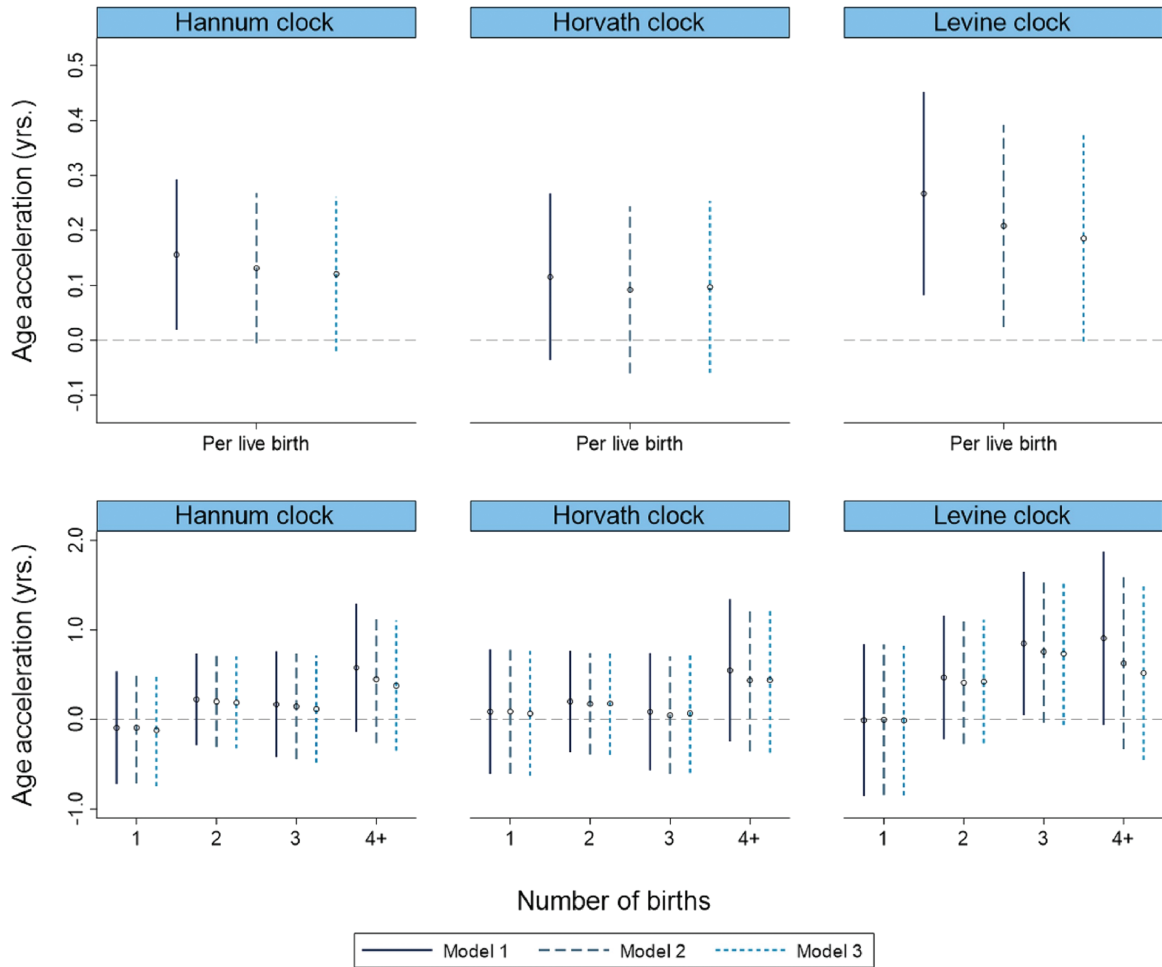 Hannum clock
Horvath clock
Levine clock
Age acceleration (yrs.)
0.5
0.4
0.3
0.2
0.1
0.0
-0.1
Per live birth
Per live birth
Per live birth
Hannum clock
Horvath clock
Levine clock
Age acceleration (yrs.)
2.0
1.0
0.0
-1.0
1 2 3 4+
1 2 3 4+
1 2 3 4+
Number of births
Model 1 Model 2 Model 3